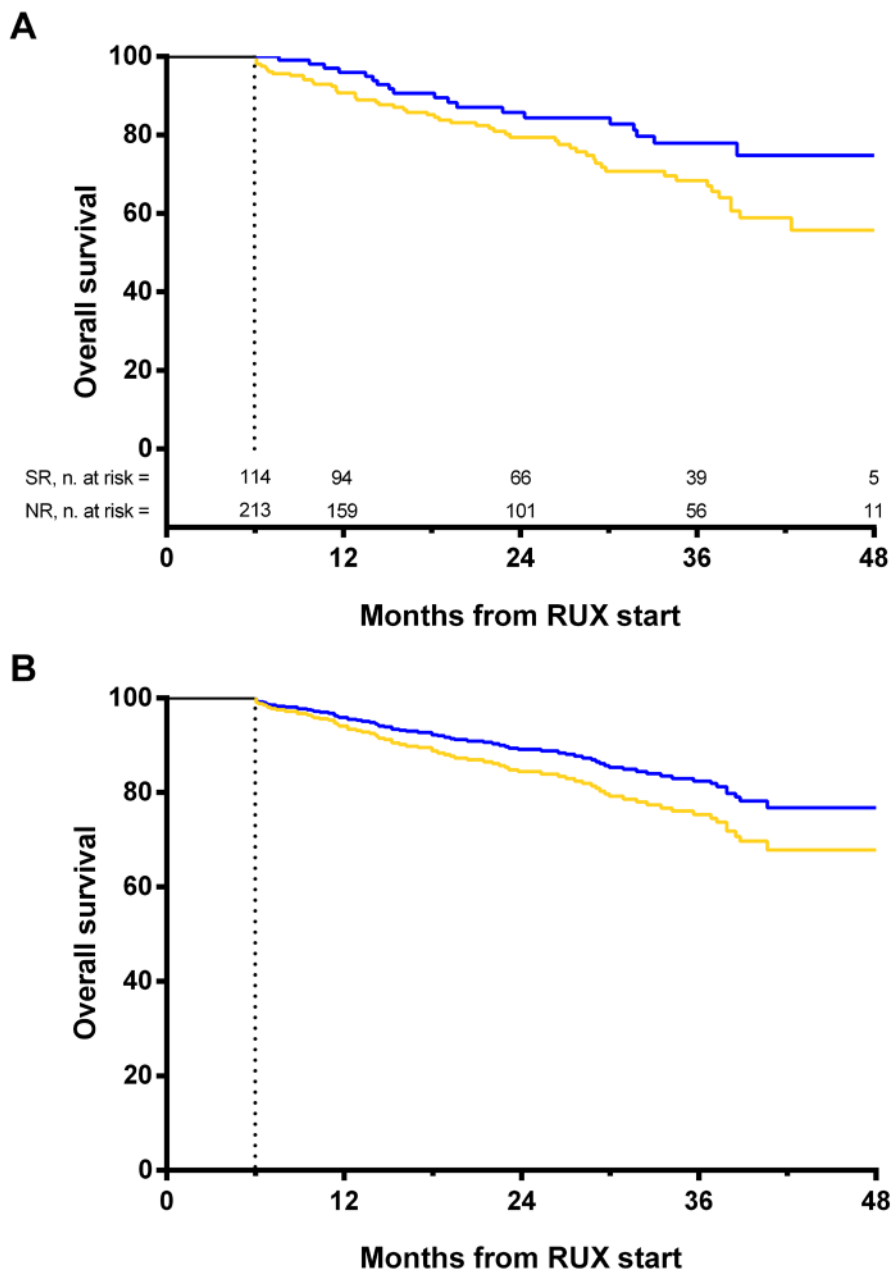 A
100
80
60
40
20
0
Overall survival
SR, n. at risk = 114 94 66 39 5
NR, n. at risk = 213 159 101 56 11
0 12 24 36 48
Months from RUX start
B
100
80
60
40
20
0
Overall survival
0 12 24 36 48
Months from RUX start